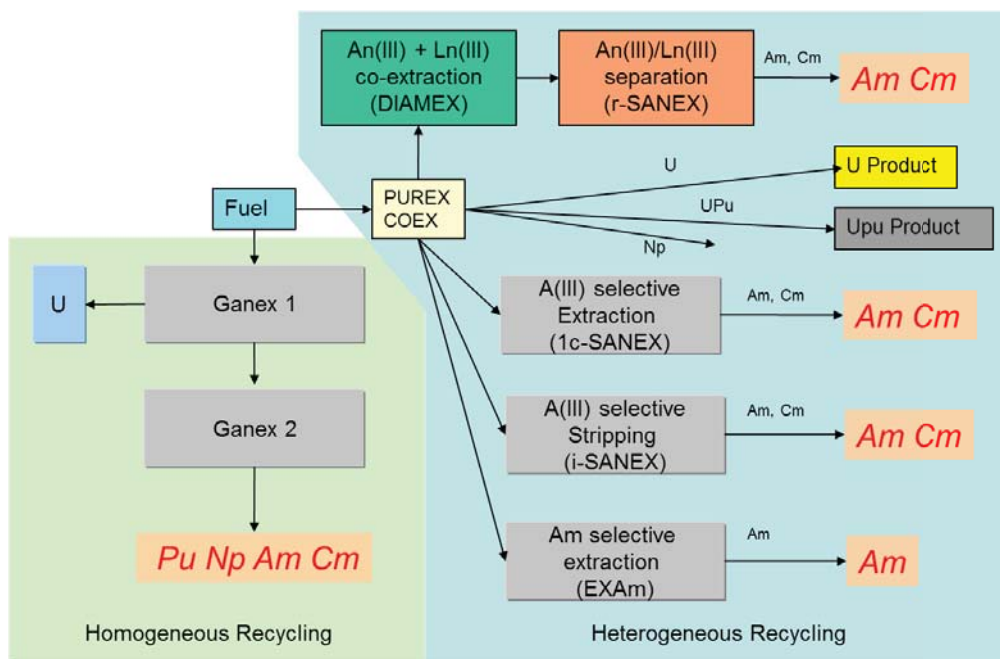 An(III) + Ln(III)
co-extraction
(DIAMEX)
An(III)/Ln(III)
separation
(r-SANEX)
Am, Cm
Am Cm
U
U Product
UPu
Upu Product
Np
Fuel
PUREX
COEX
U
Ganex 1
Ganex 2
Pu Np Am Cm
A(III) selective
Extraction
(1c-SANEX)
Am, Cm
Am Cm
A(III) selective
Stripping
(i-SANEX)
Am, Cm
Am Cm
Am selective
extraction
(EXAm)
Am
Am
Homogeneous Recycling
Heterogeneous Recycling